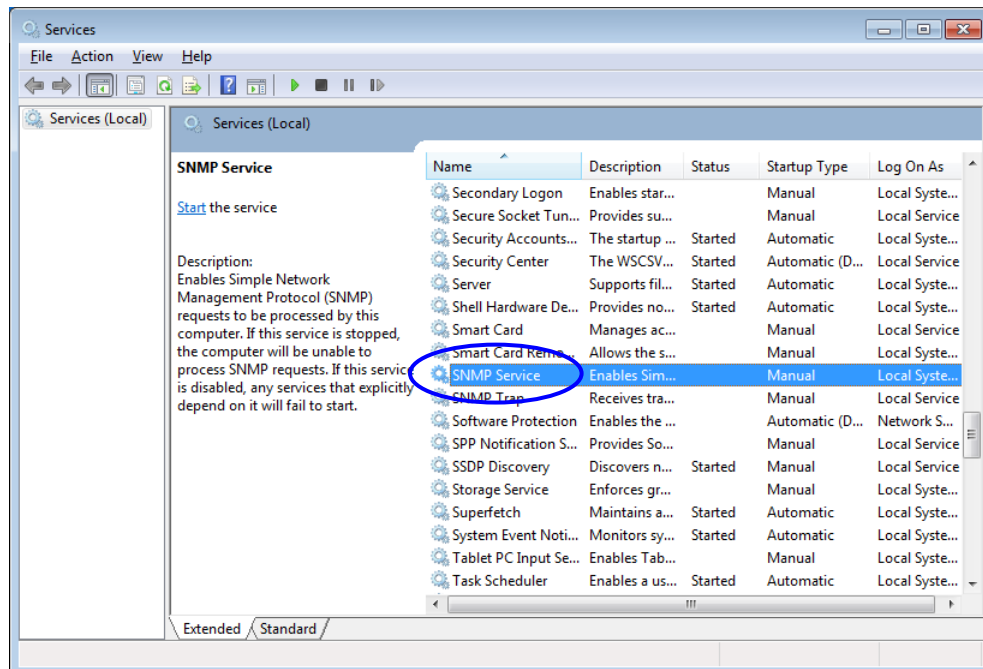 Services
File Action View Help
Services (Local)
Services (Local)
SNMP Service
Start the service
Description:
Enables Simple Network
Management Protocol (SNMP)
requests to be processed by this
computer. If this service is stopped,
the computer will be unable to
process SNMP requests. If this service
is disabled, any services that explicitly
depend on it will fail to start.
Name Description Status Startup Type Log On As
Secondary Logon Enables star... Manual Local Syste...
Secure Socket Tun... Provides su... Manual Local Service
Security Accounts... The startup ... Started Automatic Local Syste...
Security Center The WSCSV... Started Automatic (D... Local Service
Server Supports fil... Started Automatic Local Syste...
Shell Hardware De... Provides no... Started Automatic Local Syste...
Smart Card Manages ac... Manual Local Service
Smart Card Remo... Allows the s... Manual Local Syste...
SNMP Service Enables Sim... Manual Local Syste...
SNMP Trap Receives tra... Manual Local Service
Software Protection Enables the ... Automatic (D... Network S...
SPP Notification S... Provides So... Manual Local Service
SSDP Discovery Discovers n... Started Manual Local Service
Storage Service Enforces gr... Manual Local Syste...
Superfetch Maintains a... Started Automatic Local Syste...
System Event Noti... Monitors sy... Started Automatic Local Syste...
Tablet PC Input Se... Enables Tab... Manual Local Syste...
Task Scheduler Enables a us... Started Automatic Local Syste...
Extended Standard